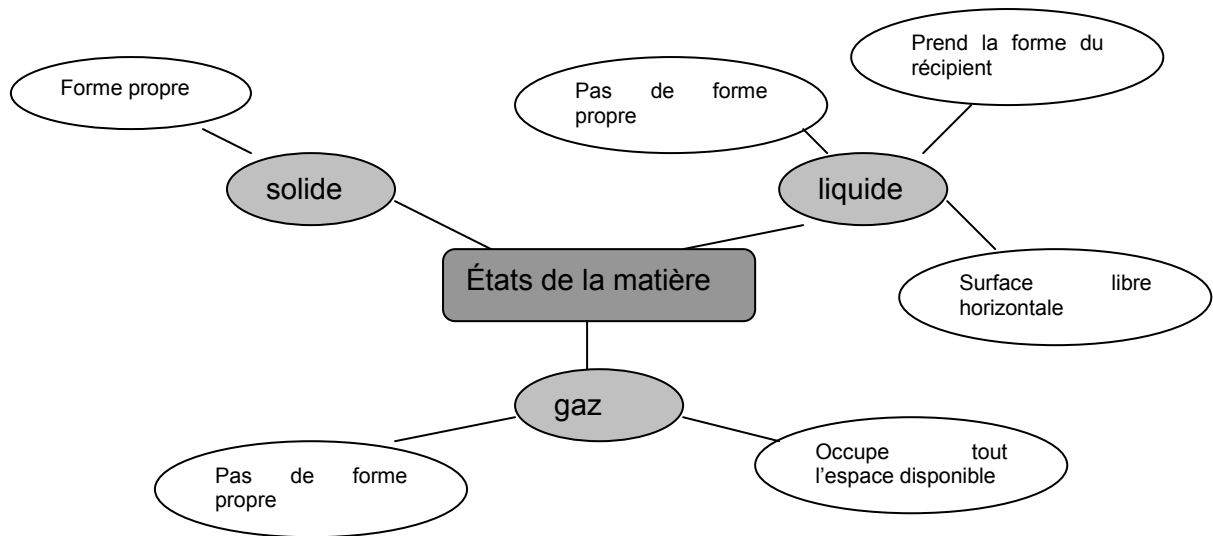 Prend la forme du
récipient
Forme propre
Pas de forme
propre
solide
liquide
États de la matière
Surface libre
horizontale
gaz
Occupe tout
l'espace disponible
Pas de forme
propre